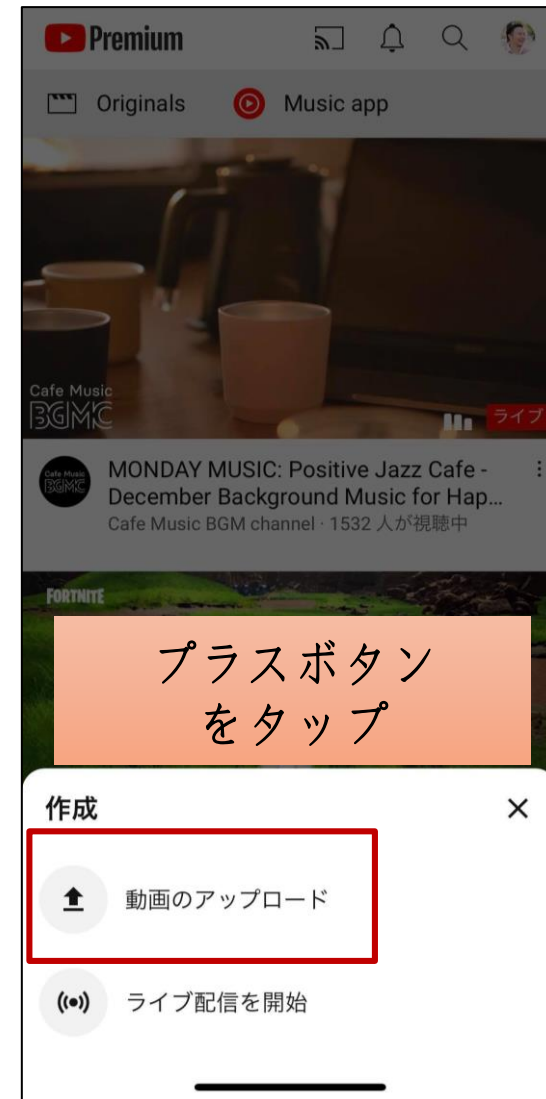 Premium
Originals
Music app
Cafe Music
BGMC
ライブ
Cafe Music
BGMC
MONDAY MUSIC: Positive Jazz Cafe -
December Background Music for Hap...
Cafe Music BGM channel · 1532 人が視聴中
FORTNITE
プラスボタン
をタップ
作成
動画のアップロード
ライブ配信を開始